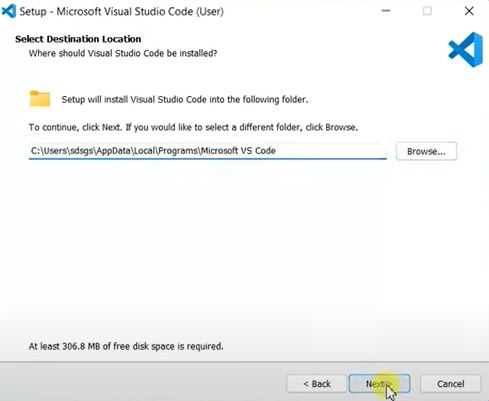 Setup - Microsoft Visual Studio Code (User)
Select Destination Location
Where should Visual Studio Code be installed?
Setup will install Visual Studio Code into the following folder.
To continue, click Next. If you would like to select a different folder, click Browse.
C:\Users\sdsgs\AppData\Local\Programs\Microsoft VS Code
Browse...
At least 306.8 MB of free disk space is required.
< Back
Next >
Cancel